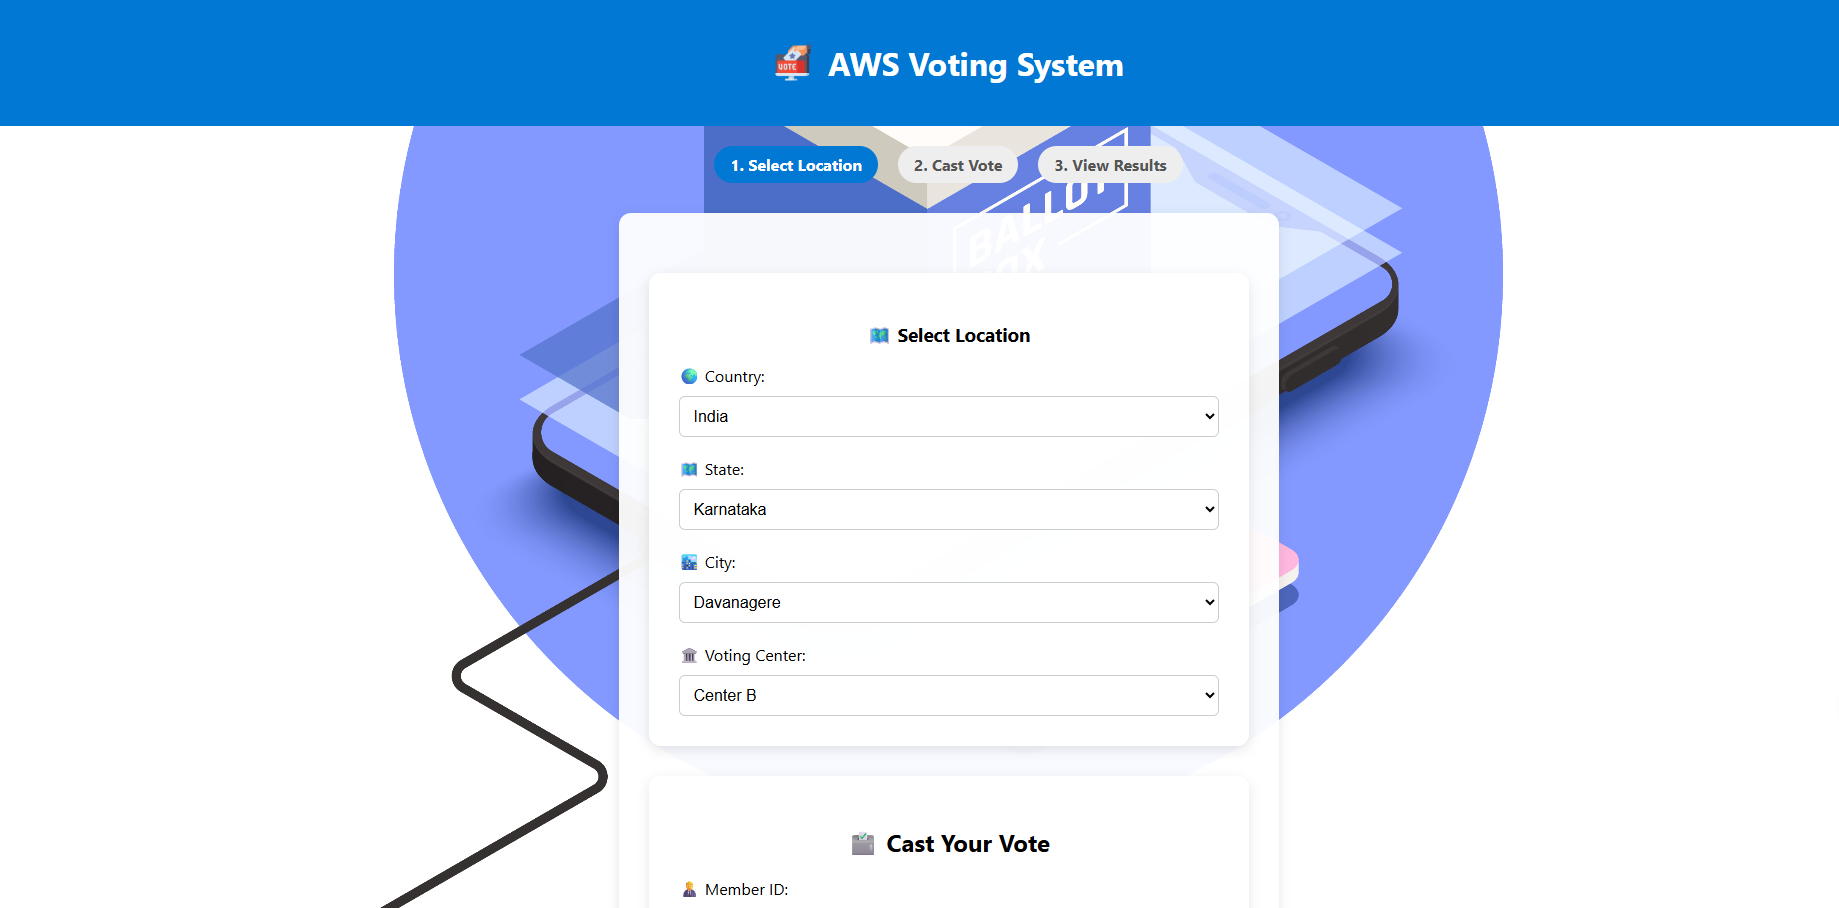 VOTE
AWS Voting System
1. Select Location
2. Cast Vote
3. View Results
BALLOT
BOX
Select Location
Country:
India
State:
Karnataka
City:
Davanagere
Voting Center:
Center B
Cast Your Vote
Member ID: